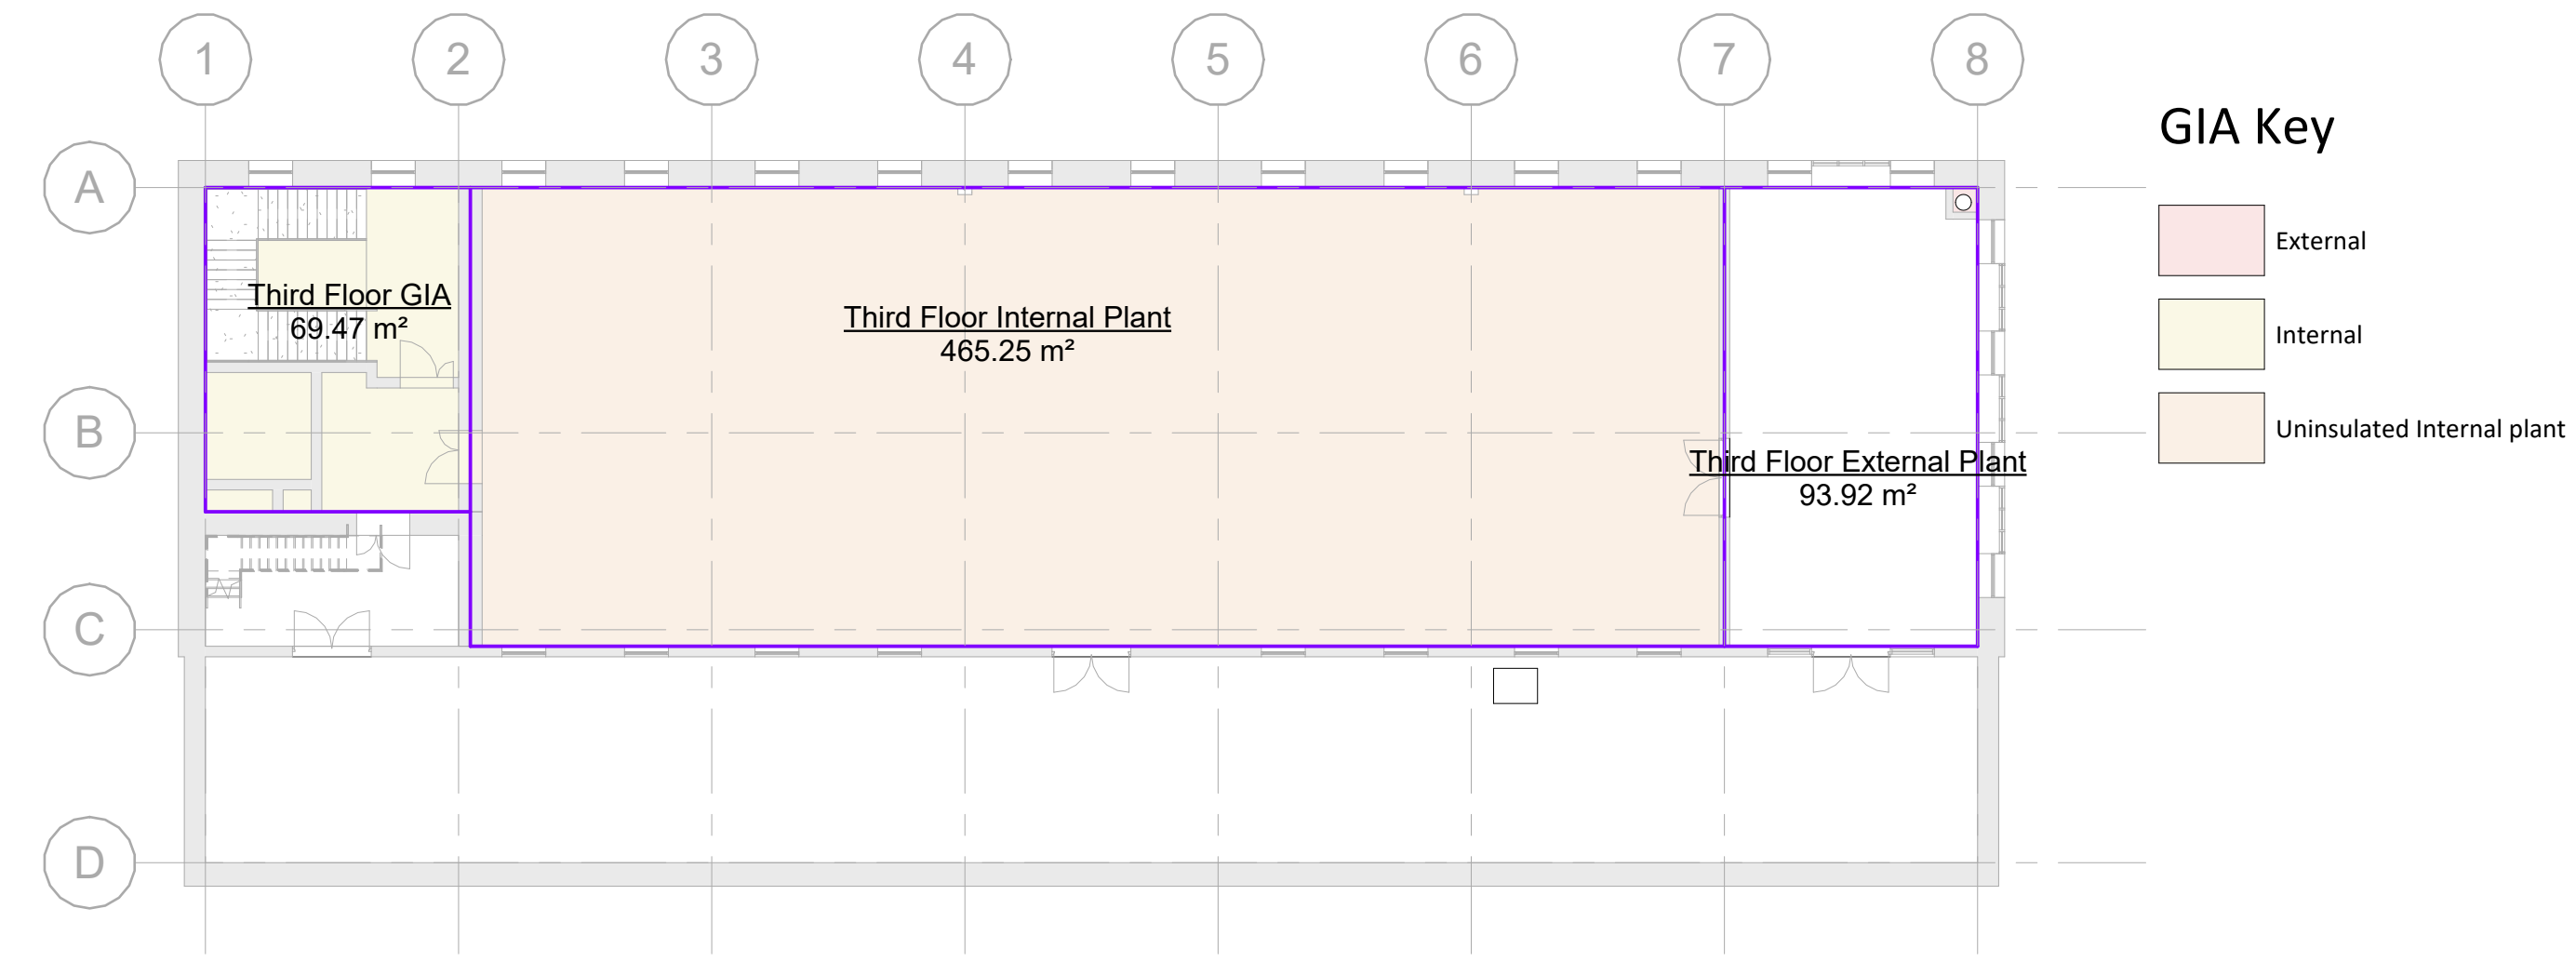 1 2 3 4 5 6 7 8
GIA Key
A
External
Third Floor GIA
69.47 m²
Third Floor Internal Plant
465.25 m²
Internal
B
Uninsulated Internal plant
Third Floor External Plant
93.92 m²
C
D